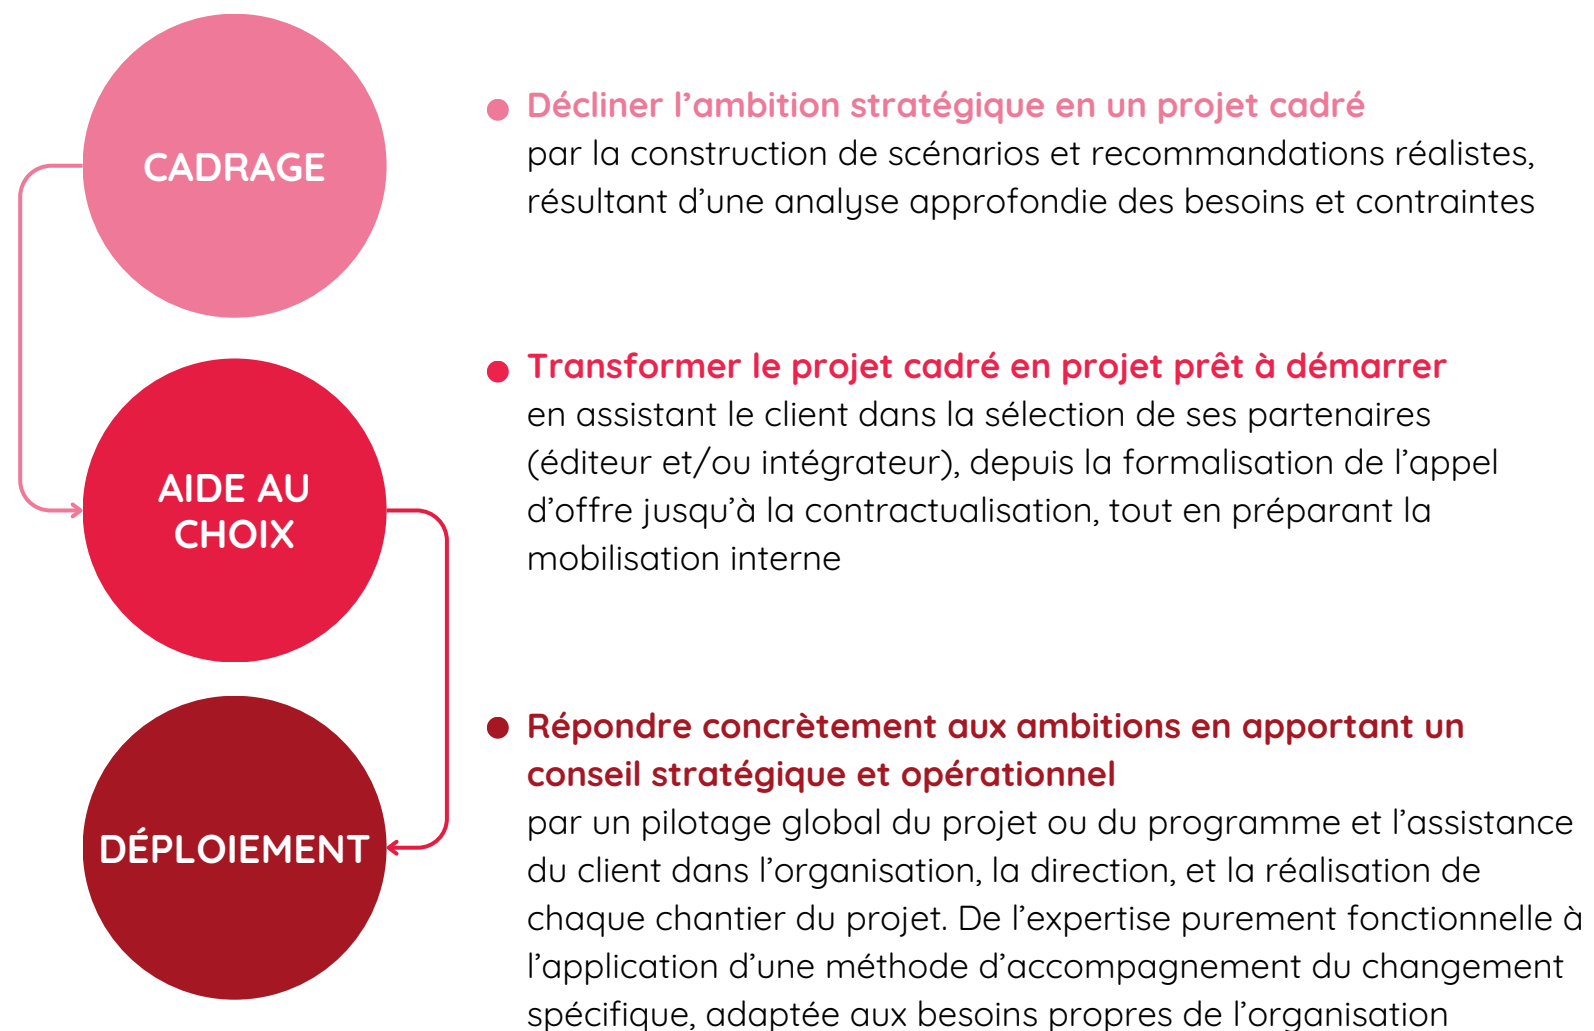 CADRAGE
Décliner l’ambition stratégique en un projet cadré
par la construction de scénarios et recommandations réalistes,
résultant d’une analyse approfondie des besoins et contraintes
AIDE AU
CHOIX
Transformer le projet cadré en projet prêt à démarrer
en assistant le client dans la sélection de ses partenaires
(éditeur et/ou intégrateur), depuis la formalisation de l’appel
d’offre jusqu’à la contractualisation, tout en préparant la
mobilisation interne
DÉPLOIEMENT
Répondre concrètement aux ambitions en apportant un
conseil stratégique et opérationnel
par un pilotage global du projet ou du programme et l’assistance
du client dans l’organisation, la direction, et la réalisation de
chaque chantier du projet. De l’expertise purement fonctionnelle à
l’application d’une méthode d’accompagnement du changement
spécifique, adaptée aux besoins propres de l’organisation